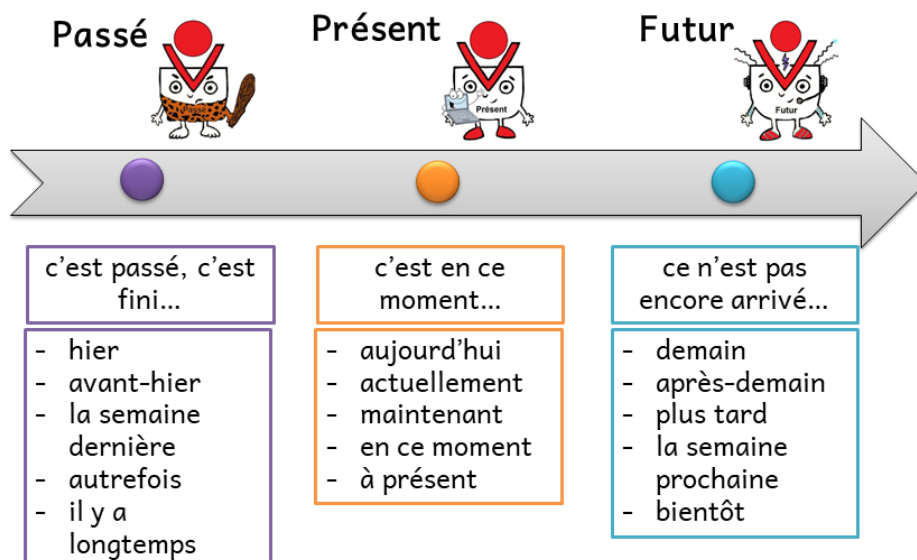 Passé
Présent
Futur
Présent
Futur
c'est passé, c'est
fini...
c'est en ce
moment...
ce n'est pas
encore arrivé...
- hier
- avant-hier
- la semaine
dernière
- autrefois
- il y a
longtemps
- aujourd'hui
- actuellement
- maintenant
- en ce moment
- à présent
- demain
- après-demain
- plus tard
- la semaine
prochaine
- bientôt